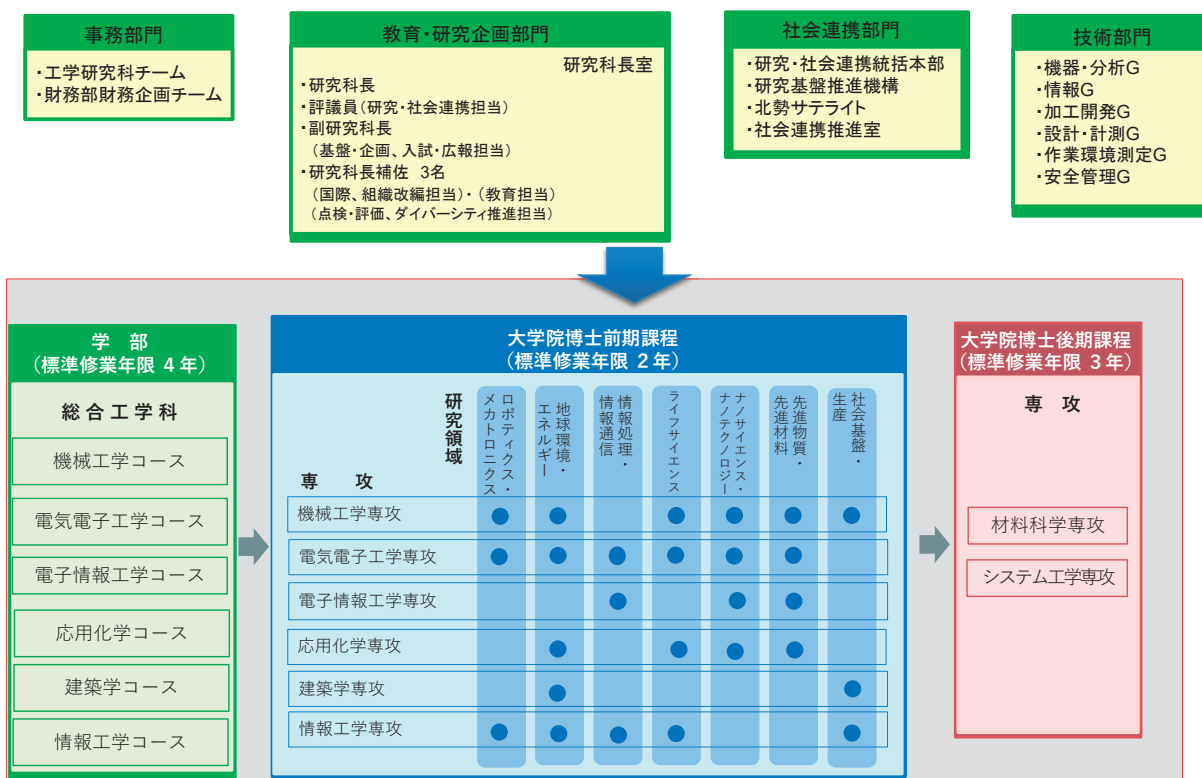 事務部門
・工学研究科チーム
・財務部財務企画チーム
教育・研究企画部門
研究科長室
・研究科長
・評議員（研究・社会連携担当）
・副研究科長
（基盤・企画、入試・広報担当）
・研究科長補佐 3名
（国際、組織改編担当）・（教育担当）
（点検・評価、ダイバーシティ推進担当）
社会連携部門
・研究・社会連携統括本部
・研究基盤推進機構
・北勢サテライト
・社会連携推進室
技術部門
・機器・分析G
・情報G
・加工開発G
・設計・計測G
・作業環境測定G
・安全管理G
学 部
（標準修業年限 4年）
総合工学科
機械工学コース
電気電子工学コース
電子情報工学コース
応用化学コース
建築学コース
情報工学コース
大学院博士前期課程
（標準修業年限 2年）
研究領域
ロボティクス・
メカトロニクス
地球環境・
エネルギー
情報処理・
情報通信
ライフサイエンス
ナノサイエンス・
ナノテクノロジー
先進物質・
先進材料
社会基盤・
生産
専 攻
機械工学専攻
電気電子工学専攻
電子情報工学専攻
応用化学専攻
建築学専攻
情報工学専攻
大学院博士後期課程
（標準修業年限 3年）
専 攻
材料科学専攻
システム工学専攻